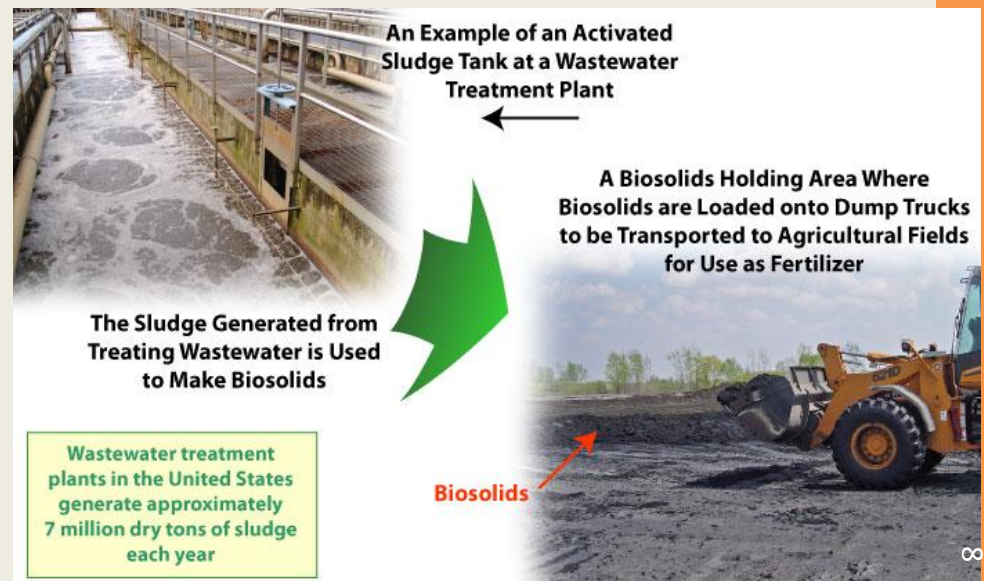 An Example of an Activated
Sludge Tank at a Wastewater
Treatment Plant
A Biosolids Holding Area Where
Biosolids are Loaded onto Dump Trucks
to be Transported to Agricultural Fields
for Use as Fertilizer
The Sludge Generated from
Treating Wastewater is Used
to Make Biosolids
Wastewater treatment
plants in the United States
generate approximately
7 million dry tons of sludge
each year
Biosolids
8